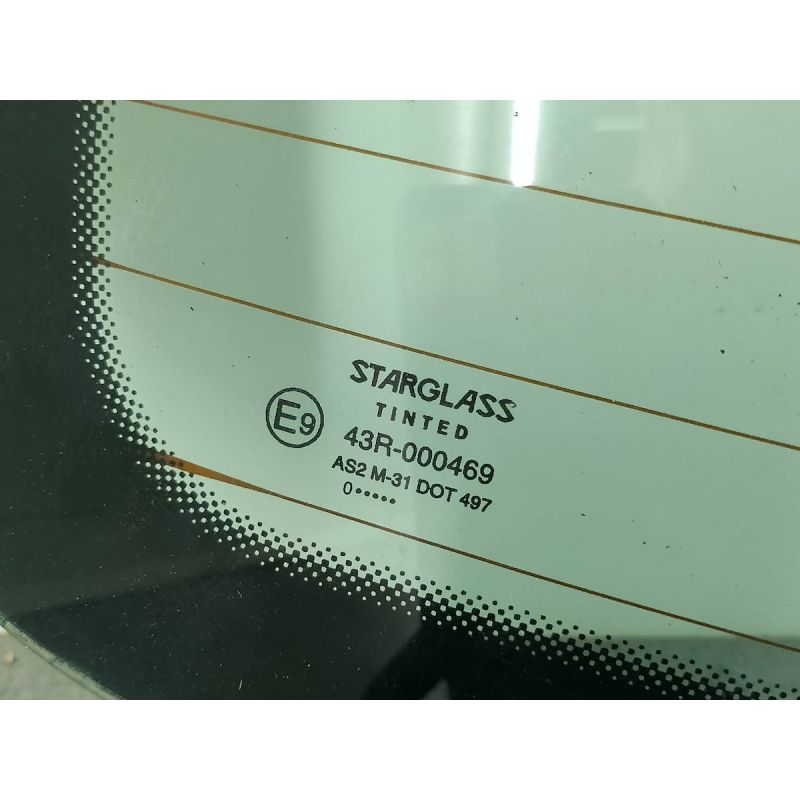 STARGLASS
TINTED
E9 43R-000469
AS2 M-31 DOT 497
0•••••